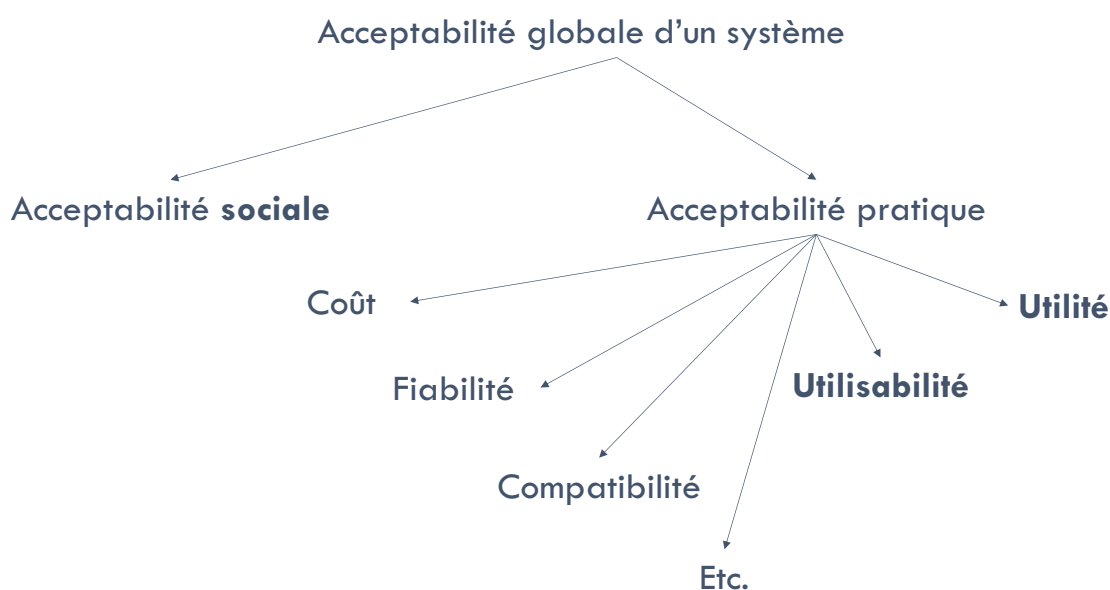 Acceptabilité globale d’un système
Acceptabilité sociale
Acceptabilité pratique
Coût
Utilité
Fiabilité
Utilisabilité
Compatibilité
Etc.